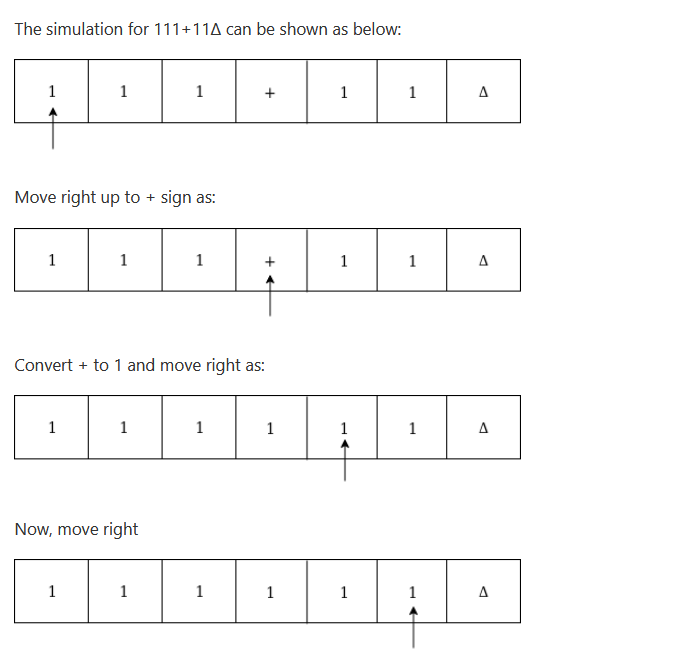 The simulation for 111+11Δ can be shown as below:
1 1 1 + 1 1 Δ
Move right up to + sign as:
1 1 1 + 1 1 Δ
Convert + to 1 and move right as:
1 1 1 1 1 1 Δ
Now, move right
1 1 1 1 1 1 Δ